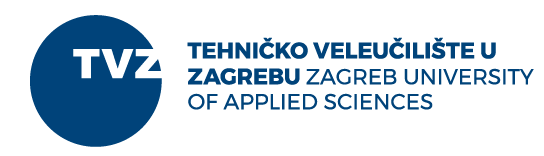 TVZ
TEHNIČKO VELEUČILIŠTE U
ZAGREBU ZAGREB UNIVERSITY
OF APPLIED SCIENCES